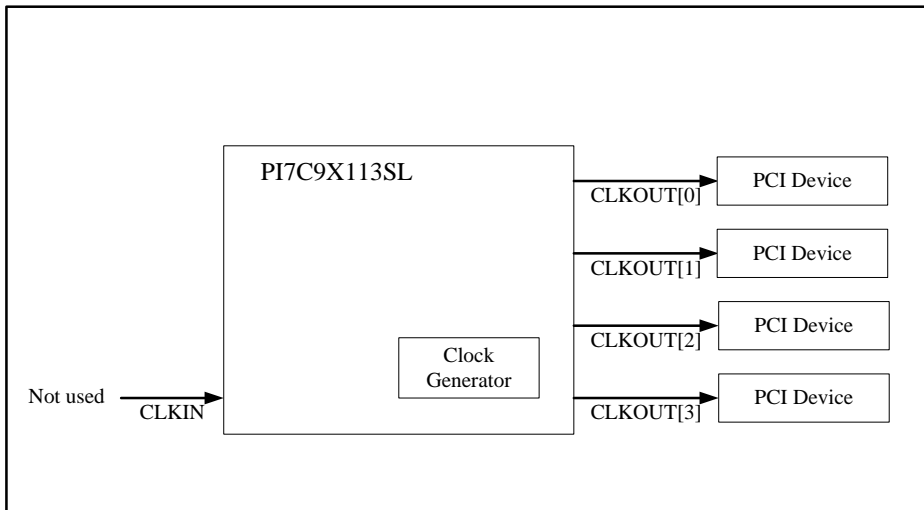 PI7C9X113SL
CLKOUT[0]
PCI Device
CLKOUT[1]
PCI Device
CLKOUT[2]
PCI Device
Clock
Generator
Not used
CLKIN
CLKOUT[3]
PCI Device